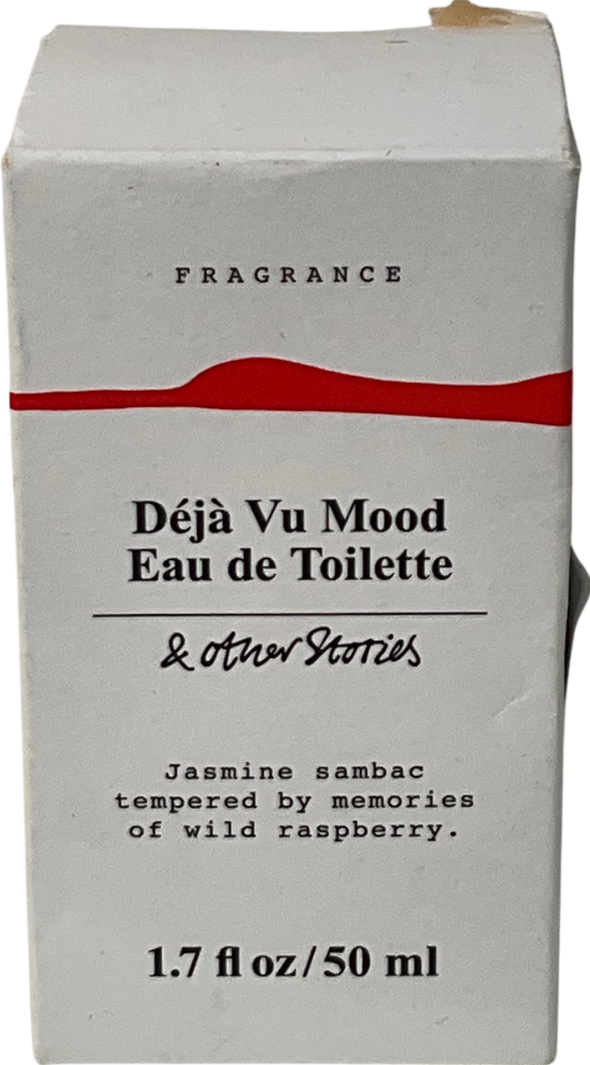 FRAGRANCE
Déjà Vu Mood
Eau de Toilette
& other Stories
Jasmine sambac
tempered by memories
of wild raspberry.
1.7 fl oz/50 ml